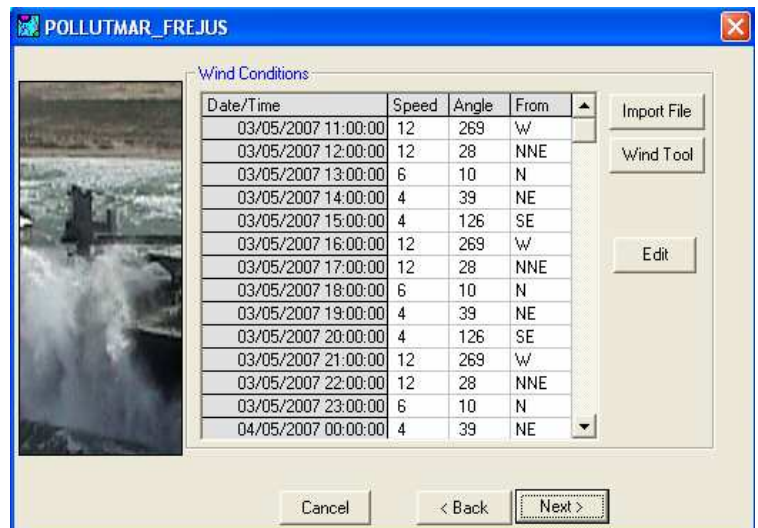 POLLUTMAR_FREJUS
Wind Conditions
Date/Time Speed Angle From
03/05/2007 11:00:00 12 269 W
03/05/2007 12:00:00 12 28 NNE
03/05/2007 13:00:00 6 10 N
03/05/2007 14:00:00 4 39 NE
03/05/2007 15:00:00 4 126 SE
03/05/2007 16:00:00 12 269 W
03/05/2007 17:00:00 12 28 NNE
03/05/2007 18:00:00 6 10 N
03/05/2007 19:00:00 4 39 NE
03/05/2007 20:00:00 4 126 SE
03/05/2007 21:00:00 12 269 W
03/05/2007 22:00:00 12 28 NNE
03/05/2007 23:00:00 6 10 N
04/05/2007 00:00:00 4 39 NE
Import File
Wind Tool
Edit
Cancel < Back Next >